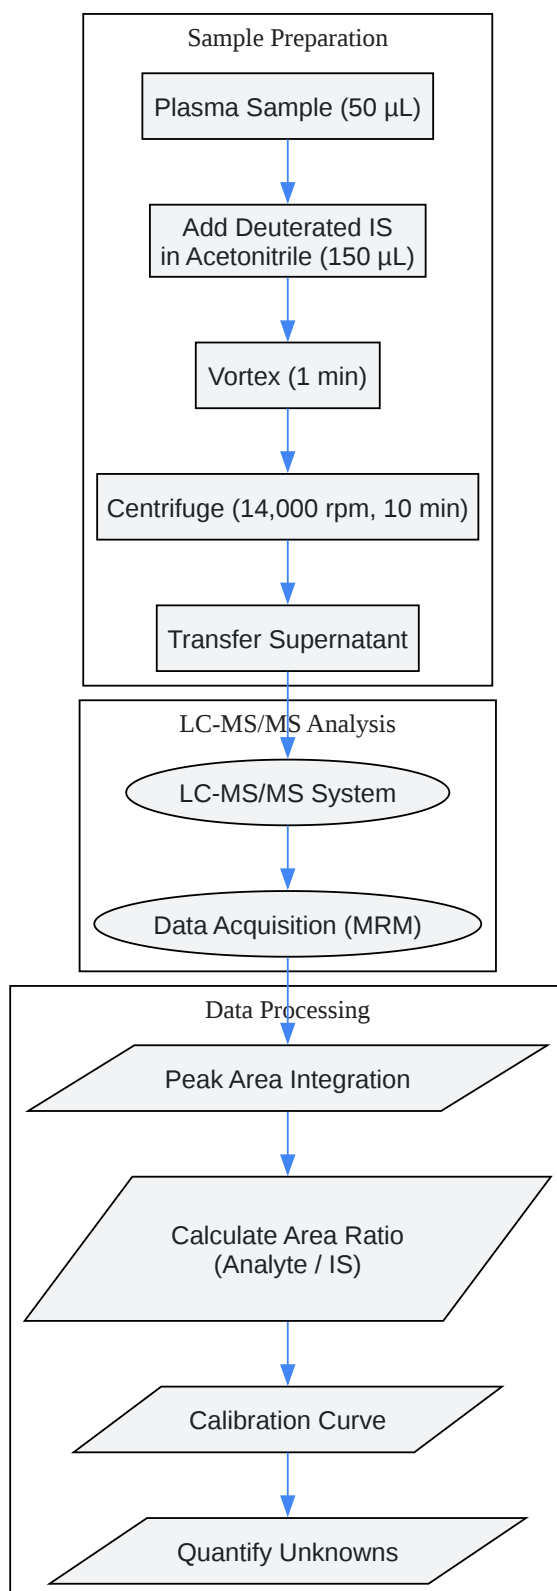 Sample Preparation
Plasma Sample (50 µL)
Add Deuterated IS
in Acetonitrile (150 µL)
Vortex (1 min)
Centrifuge (14,000 rpm, 10 min)
Transfer Supernatant
LC-MS/MS Analysis
LC-MS/MS System
Data Acquisition (MRM)
Data Processing
Peak Area Integration
Calculate Area Ratio
(Analyte / IS)
Calibration Curve
Quantify Unknowns